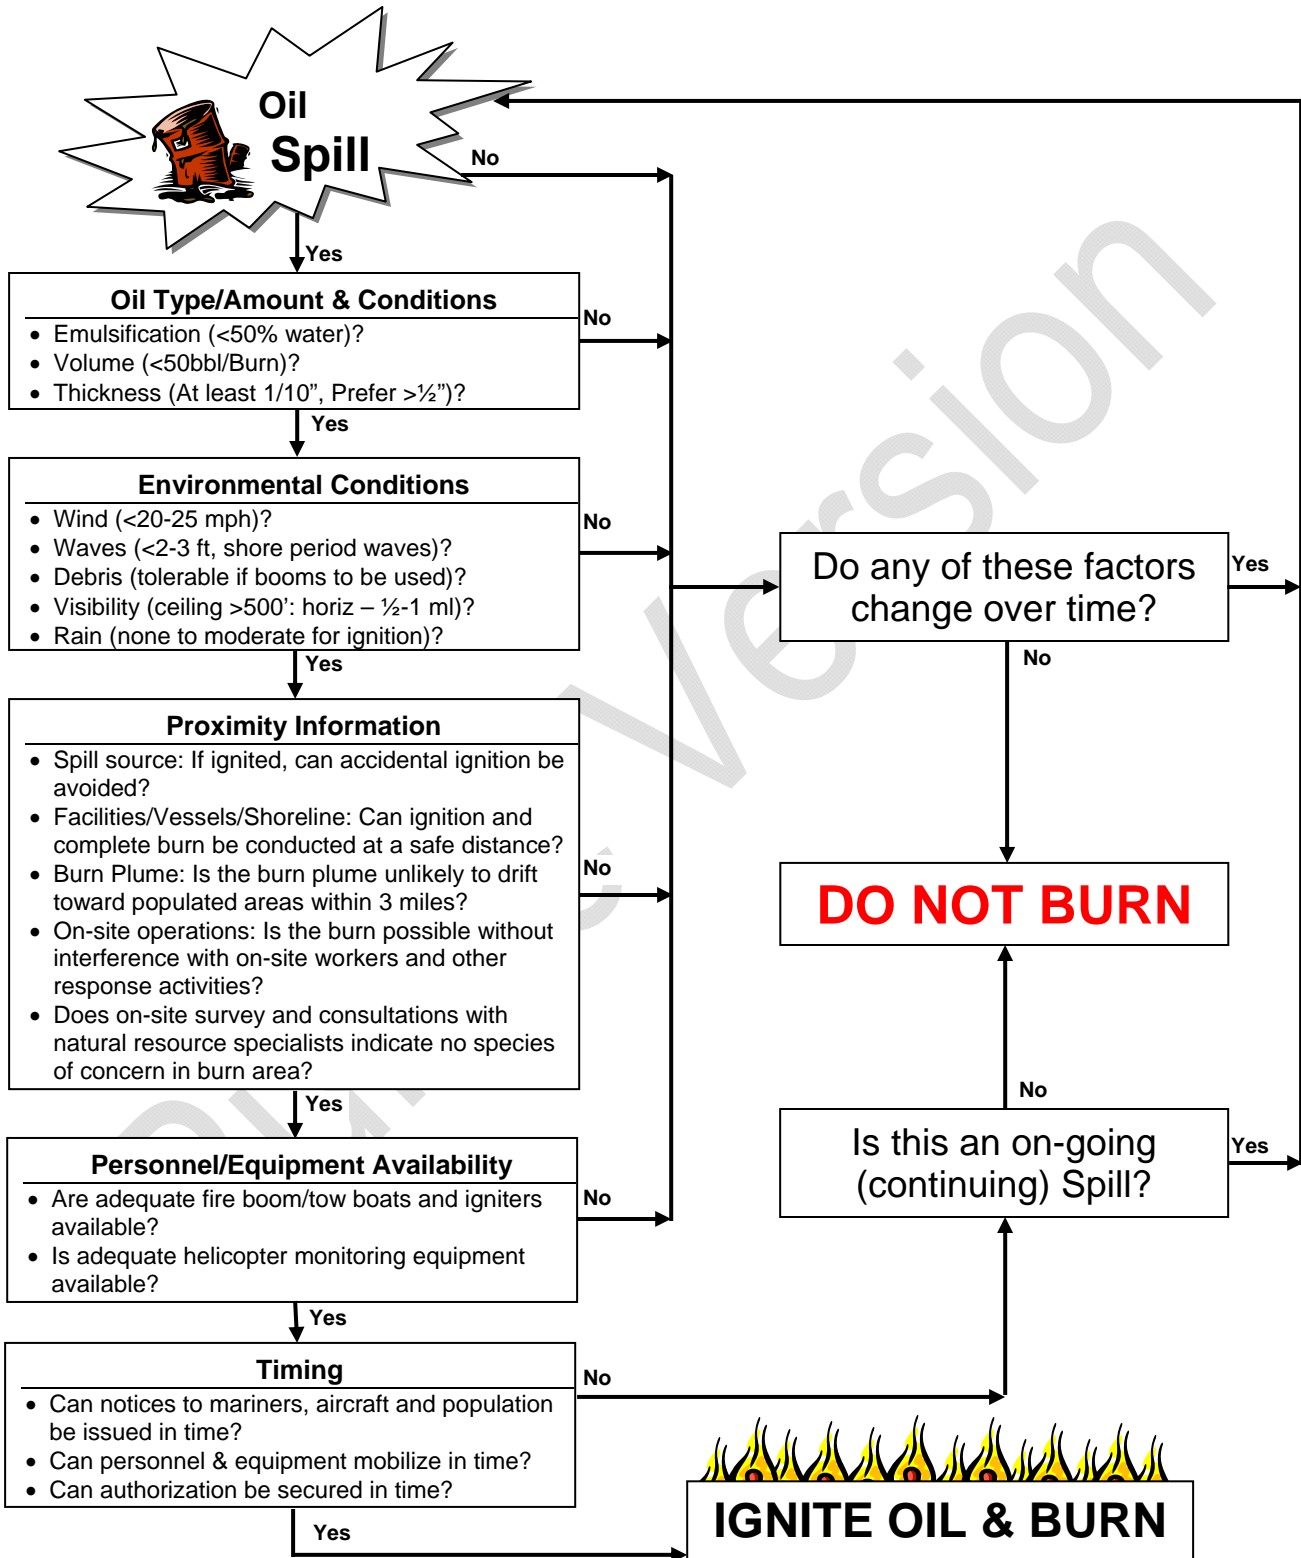 Oil
Spill
No
Yes
Oil Type/Amount & Conditions
• Emulsification (<50% water)?
• Volume (<50bbl/Burn)?
• Thickness (At least 1/10”, Prefer >½”)?
No
Yes
Environmental Conditions
• Wind (<20-25 mph)?
• Waves (<2-3 ft, shore period waves)?
• Debris (tolerable if booms to be used)?
• Visibility (ceiling >500’: horiz – ½-1 ml)?
• Rain (none to moderate for ignition)?
No
Yes
Proximity Information
• Spill source: If ignited, can accidental ignition be
avoided?
• Facilities/Vessels/Shoreline: Can ignition and
complete burn be conducted at a safe distance?
• Burn Plume: Is the burn plume unlikely to drift
toward populated areas within 3 miles?
• On-site operations: Is the burn possible without
interference with on-site workers and other
response activities?
• Does on-site survey and consultations with
natural resource specialists indicate no species
of concern in burn area?
No
Yes
Personnel/Equipment Availability
• Are adequate fire boom/tow boats and igniters
available?
• Is adequate helicopter monitoring equipment
available?
No
Yes
Timing
• Can notices to mariners, aircraft and population
be issued in time?
• Can personnel & equipment mobilize in time?
• Can authorization be secured in time?
No
Yes
Do any of these factors
change over time?
Yes
No
DO NOT BURN
No
Is this an on-going
(continuing) Spill?
Yes
IGNITE OIL & BURN
Version